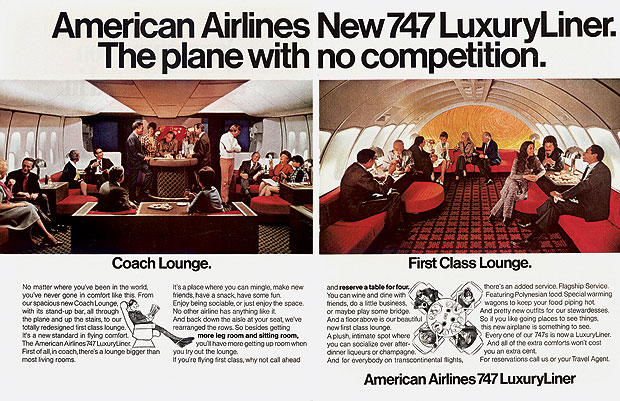 American Airlines New 747 LuxuryLiner.
The plane with no competition.
Coach Lounge.
No matter where you've been in the world,
you've never gone in comfort like this. From
our spacious new Coach Lounge,
with its stand-up bar, all through
the plane and up the stairs, to our
totally redesigned first class lounge.
It's a new standard in flying comfort.
The American Airlines 747 LuxuryLiner.
First of all, in coach, there's a lounge bigger than
most living rooms.
It's a place where you can mingle, make new
friends, have a snack, have some fun.
Enjoy being sociable, or just enjoy the space.
No other airline has anything like it.
And back down the aisle at your seat, we've
rearranged the rows. So besides getting
more leg room and sitting room,
you'll have more getting up room when
you try out the lounge.
If you're flying first class, why not call ahead
First Class Lounge.
and reserve a table for four.
You can wine and dine with
friends, do a little business,
or maybe play some bridge.
And a floor above is our beautiful
new first class lounge.
A plush, intimate spot where
you can socialize over after-
dinner liqueurs or champagne.
And for everybody on transcontinental flights,
there's an added service. Flagship Service.
Featuring Polynesian food. Special warming
wagons to keep your food piping hot.
And pretty new outfits for our stewardesses.
So if you like going places to see things,
this new airplane is something to see.
Every one of our 747s is now a LuxuryLiner.
And all of the extra comforts won't cost
you an extra cent.
For reservations call us or your Travel Agent.
American Airlines 747 LuxuryLiner